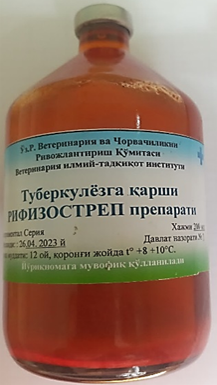 ЎзР. Ветеринария ва Чорвачиликни
Ривожлантириш Қўмитаси
Ветеринария илмий-тадқиқот институти
Туберкулёзга қарши
РИФИЗОСТРЕП препарати
Хажми 200
Серия
Давлат назорати №
26.04. 2023 й
12 ой, қоронғи жойда t° +8 +10°С.
Йўриқномага мувофиқ қўлланилади